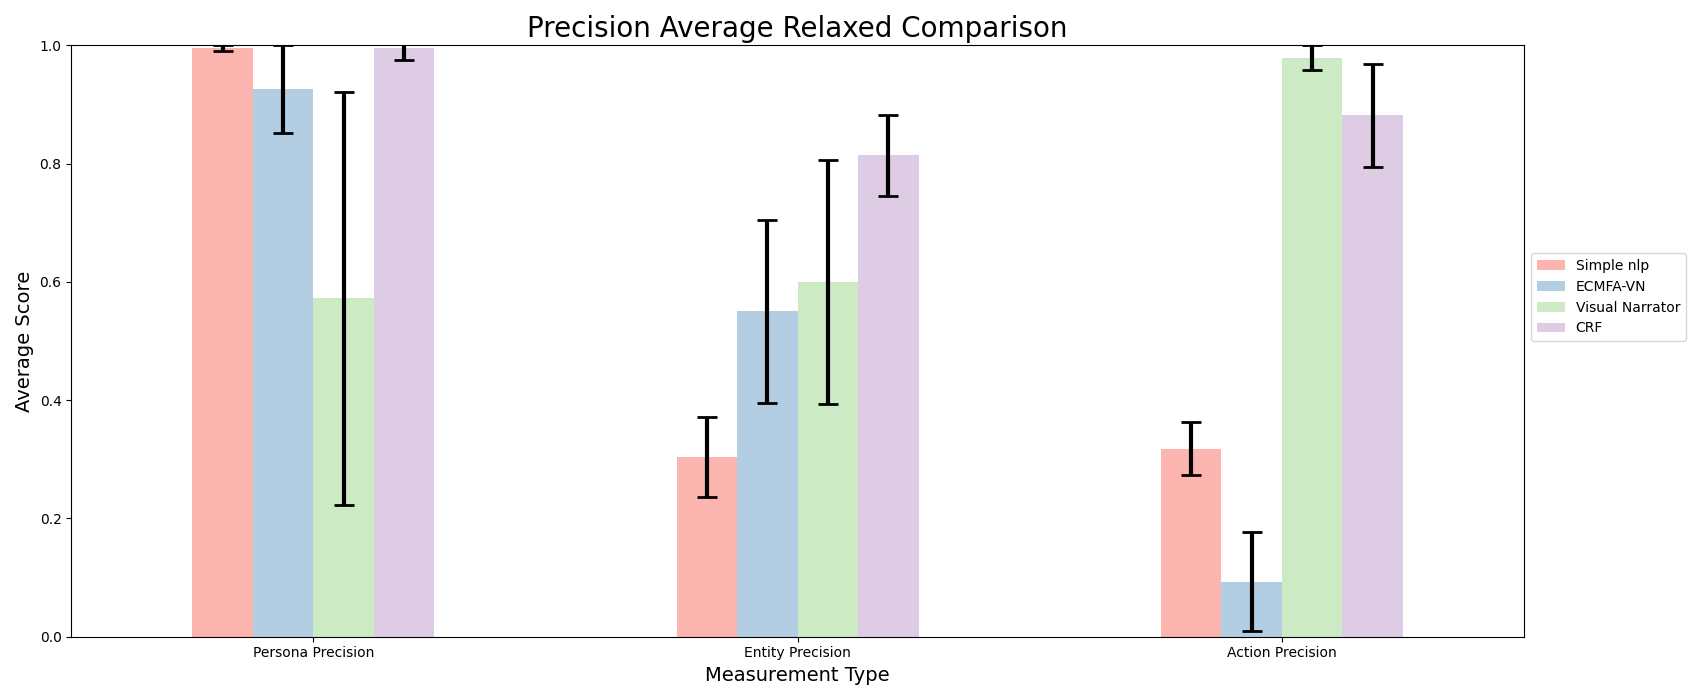 Precision Average Relaxed Comparison
Average Score
1.0
0.8
0.6
0.4
0.2
0.0
Persona Precision
Entity Precision
Action Precision
Measurement Type
Simple nlp
ECMFA-VN
Visual Narrator
CRF